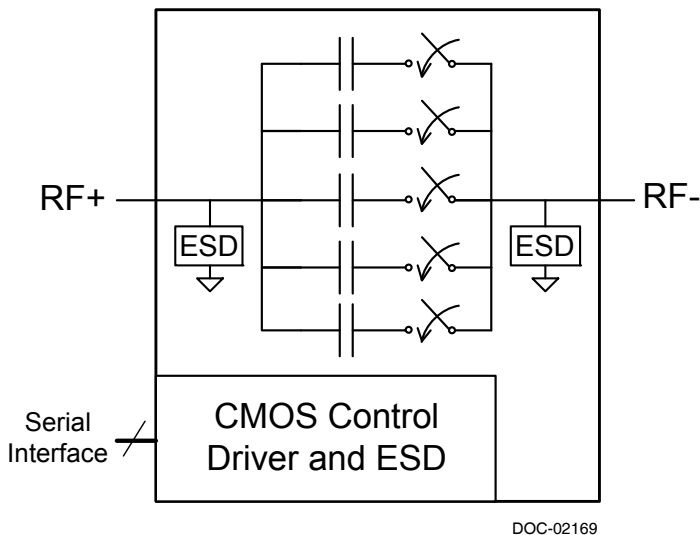 RF+
RF-
ESD
ESD
Serial
Interface
CMOS Control
Driver and ESD
DOC-02169